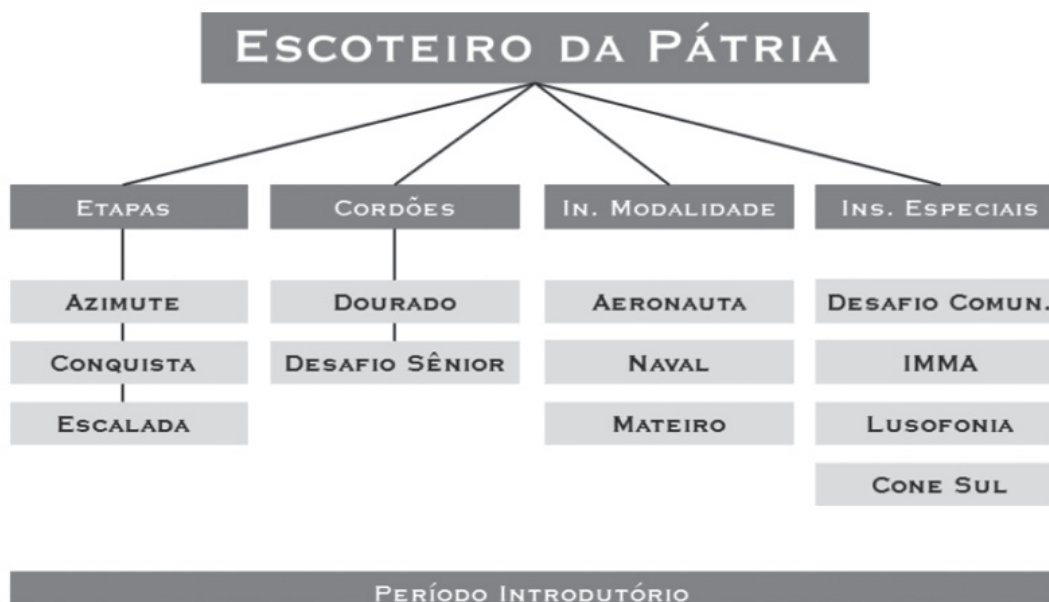 ESCOTEIRO DA PÁTRIA
ETAPAS
CORDÕES
IN. MODALIDADE
INS. ESPECIAIS
AZIMUTE
DOURADO
AERONAUTA
DESAFIO COMUN.
CONQUISTA
DESAFIO SÊNIOR
NAVAL
IMMA
ESCALADA
MATEIRO
LUSOFONIA
CONE SUL
PERÍODO INTRODUTÓRIO